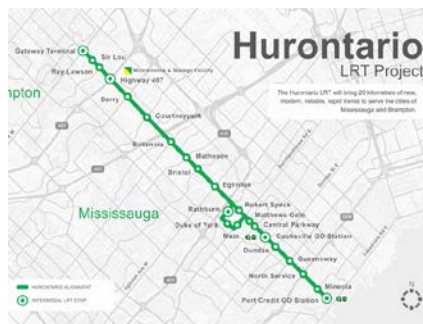 Hurontario
LRT Project
The Hurontario LRT will bring 20 kilometres of new,
modern, reliable, rapid transit to serve the cities of
Mississauga and Brampton.
Gateway Terminal
Sir Lou
Ray Lawson
Highway 407
Maintenance & Storage Facility
mpton
Derry
Courtneypark
Britannia
Matheson
Bristol
Eglinton
Mississauga
Rathburn
Robert Speck
Matthews Gate
Duke of York
Central Parkway
Main
GO
Cooksville GO Station
Dundas
Queensway
North Service
Mineola
Port Credit GO Station
GO
HURONTARIO ALIGNMENT
INTERMODAL LRT STOP
N